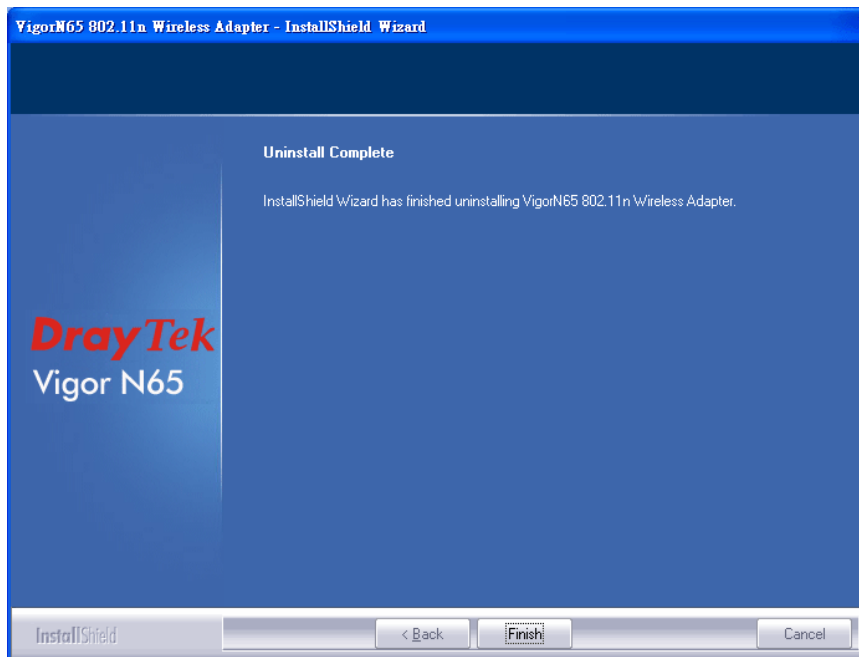 VigorN65 802.11n Wireless Adapter - InstallShield Wizard
Uninstall Complete
InstallShield Wizard has finished uninstalling VigorN65 802.11n Wireless Adapter.
DrayTek
Vigor N65
InstallShield
< Back
Finish
Cancel